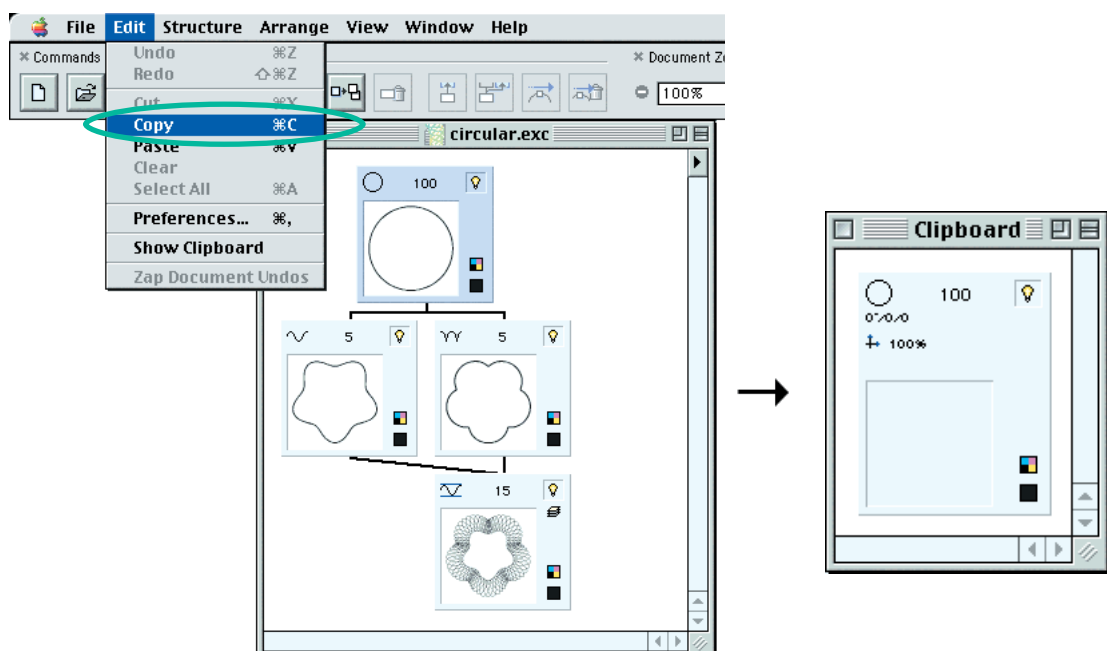 File Edit Structure Arrange View Window Help
Commands
Document
100%
Undo ⌘Z
Redo ⇧⌘Z
Cut ⌘X
Copy ⌘C
Paste ⌘V
Clear
Select All ⌘A
Preferences... ⌘,
Show Clipboard
Zap Document Undos
circular.exc
100
5
5
15
Clipboard
100
0°/0/0
100%